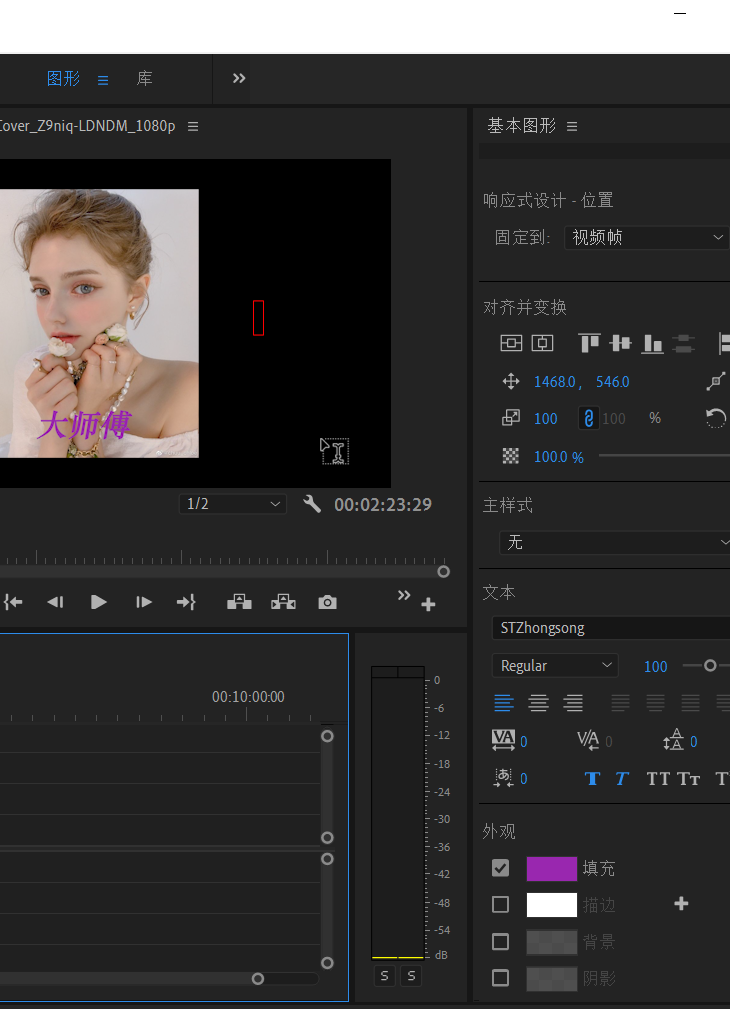 图形 库
Cover_Z9niq-LDNDM_1080p
基本图形
响应式设计 - 位置
固定到: 视频帧
对齐并变换
1468.0 , 546.0
100 100 %
100.0 %
主样式
无
大师傅
1/2 00:02:23:29
文本
STZhongsong
Regular 100
VA 0 V/A 0 A 0
あ 0 T T TT Tt T
00:10:00:00
0
-6
-12
-18
-24
-30
-36
-42
-48
-54
dB
S S
外观
填充
描边
背景
阴影